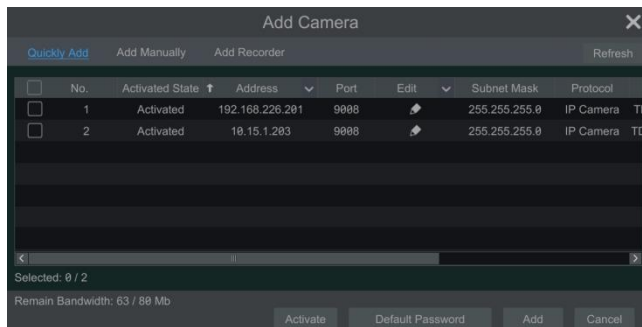 Add Camera
Quickly Add Add Manually Add Recorder Refresh
No. Activated State Address Port Edit Subnet Mask Protocol
1 Activated 192.168.226.201 9008 255.255.255.0 IP Camera
2 Activated 10.15.1.203 9008 255.255.255.0 IP Camera
Selected: 0 / 2
Remain Bandwidth: 63 / 80 Mb
Activate Default Password Add Cancel